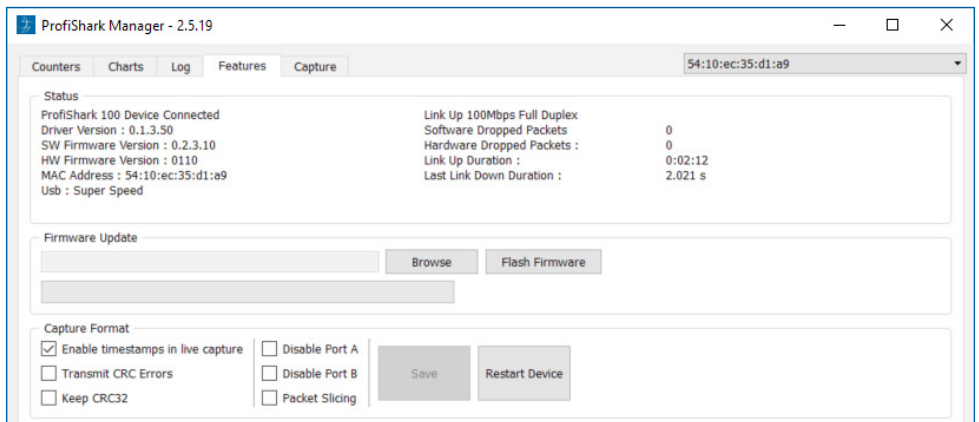 ProfiShark Manager - 2.5.19
Counters Charts Log Features Capture 54:10:ec:35:d1:a9
Status
ProfiShark 100 Device Connected Link Up 100Mbps Full Duplex
Driver Version : 0.1.3.50 Software Dropped Packets 0
SW Firmware Version : 0.2.3.10 Hardware Dropped Packets : 0
HW Firmware Version : 0110 Link Up Duration : 0:02:12
MAC Address : 54:10:ec:35:d1:a9 Last Link Down Duration : 2.021 s
Usb : Super Speed
Firmware Update
Browse Flash Firmware
Capture Format
Enable timestamps in live capture Disable Port A
Transmit CRC Errors Disable Port B Save Restart Device
Keep CRC32 Packet Slicing